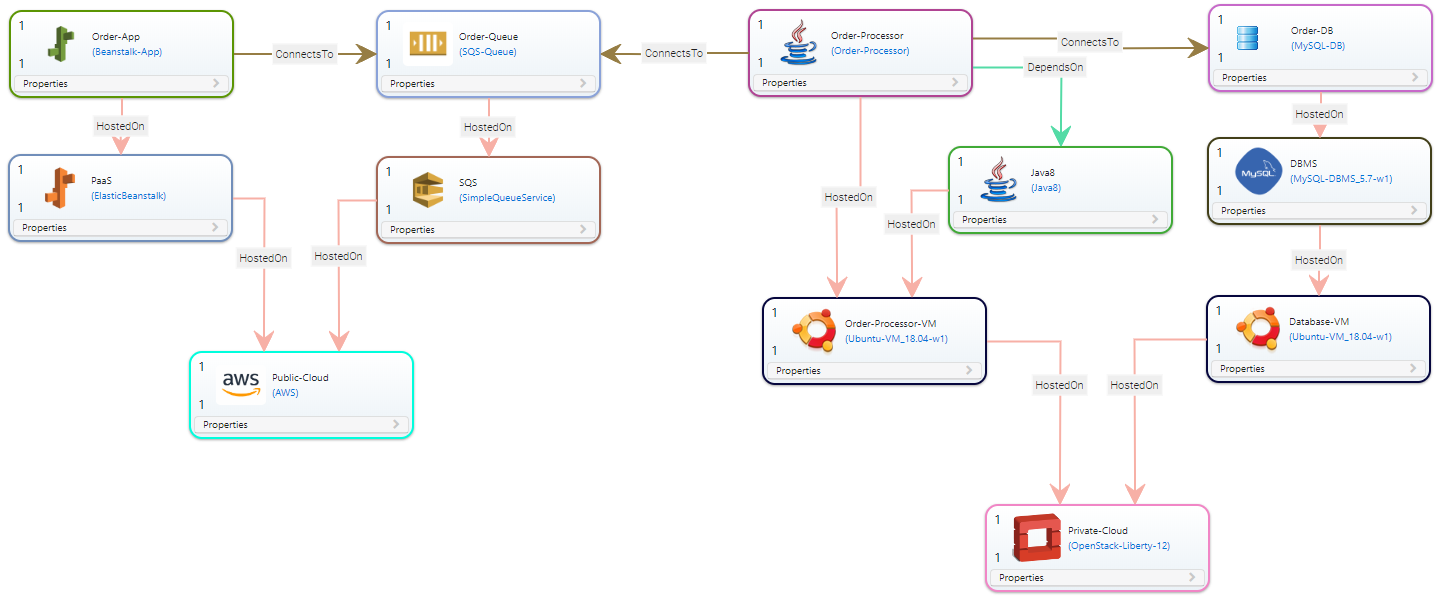 1
Order-App
(Beanstalk-App)
1
Properties
ConnectsTo
1
Order-Queue
(SQS-Queue)
1
Properties
ConnectsTo
1
Order-Processor
(Order-Processor)
1
Properties
ConnectsTo
DependsOn
1
Order-DB
(MySQL-DB)
1
Properties
HostedOn
HostedOn
HostedOn
1
PaaS
(ElasticBeanstalk)
1
Properties
1
SQS
(SimpleQueueService)
1
Properties
HostedOn
1
Java8
(Java8)
1
Properties
1
MySQL
DBMS
(MySQL-DBMS_5.7-w1)
1
Properties
HostedOn
HostedOn
HostedOn
HostedOn
1
Order-Processor-VM
(Ubuntu-VM_18.04-w1)
1
Properties
1
Database-VM
(Ubuntu-VM_18.04-w1)
1
Properties
1
aws
Public-Cloud
(AWS)
1
Properties
HostedOn
HostedOn
1
Private-Cloud
(OpenStack-Liberty-12)
1
Properties